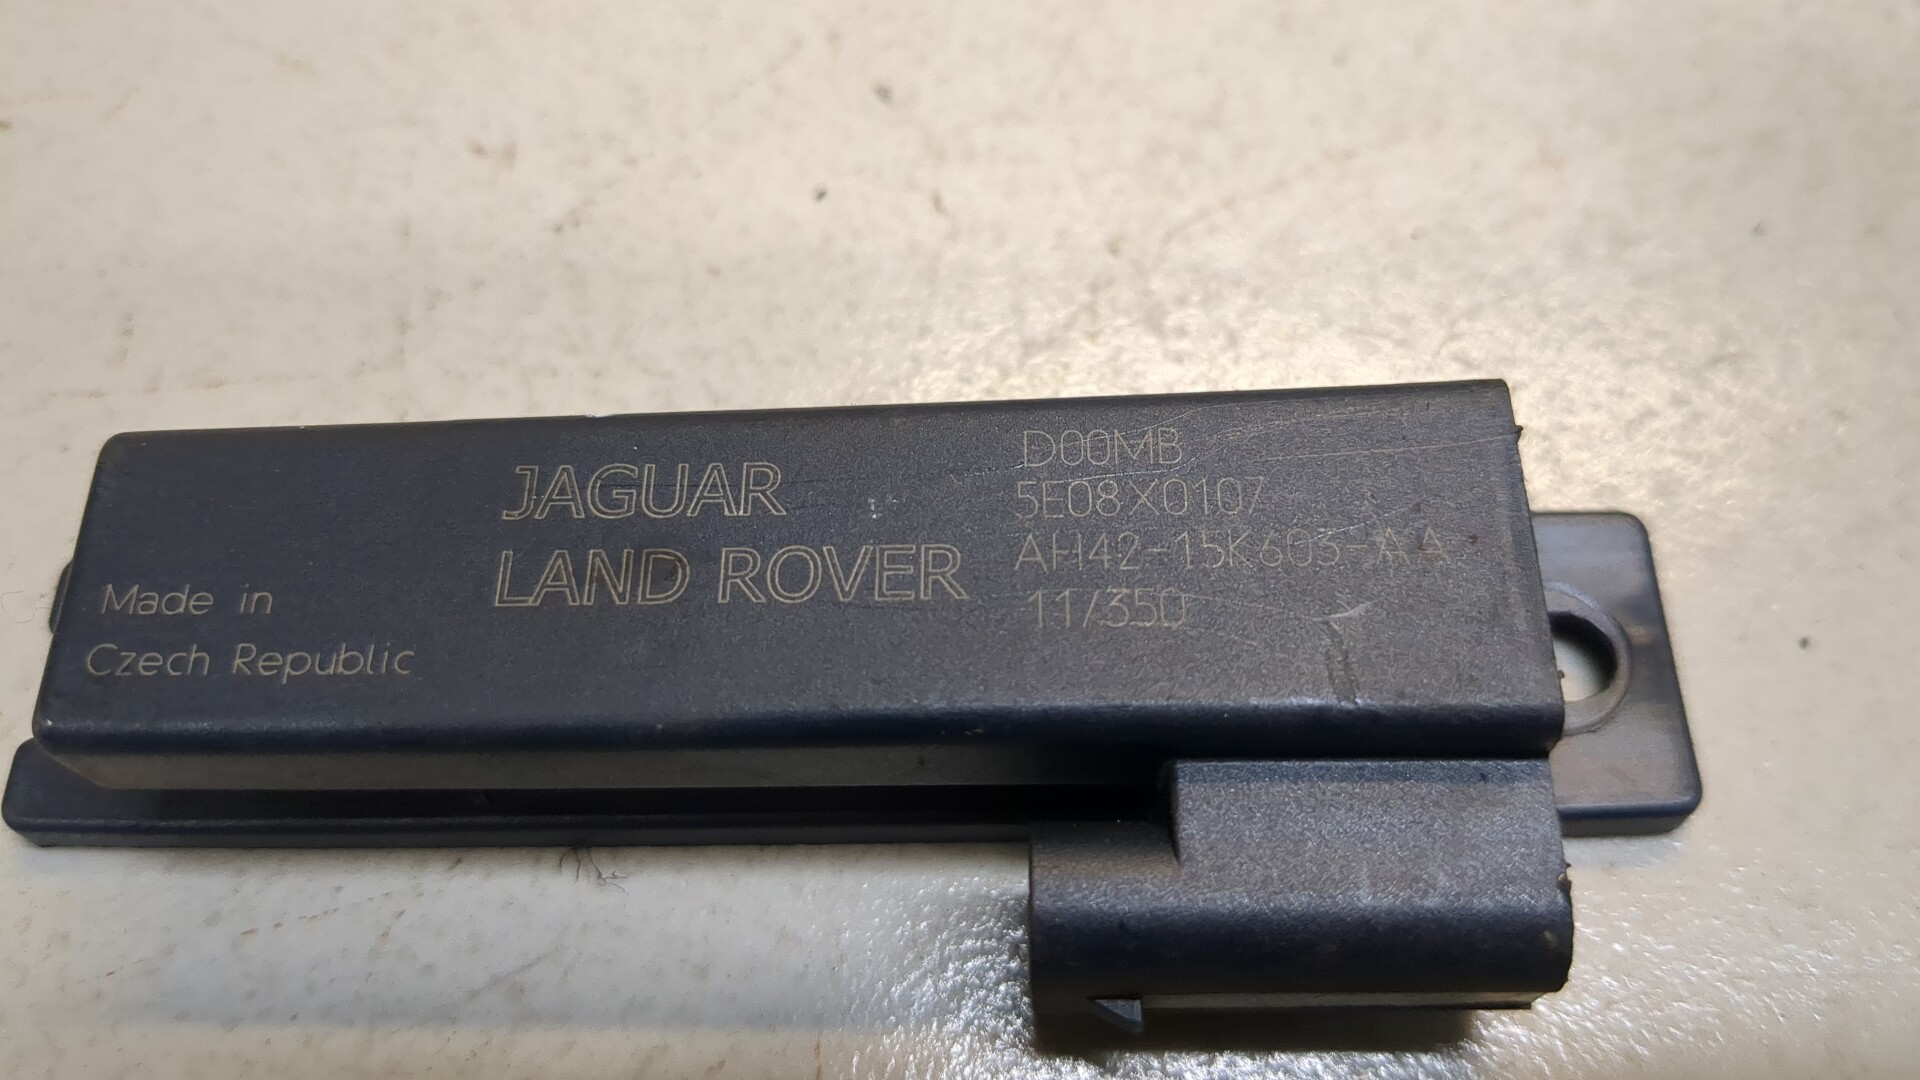 Made in
Czech Republic
JAGUAR
LAND ROVER
D00MB
5E08X0107
AH42-15K603-AA
11/350